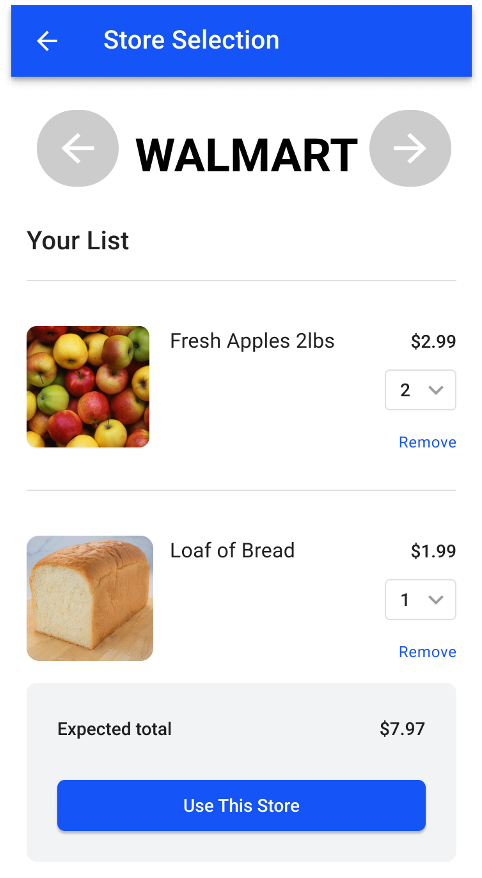 Store Selection
WALMART
Your List
Fresh Apples 2lbs
$2.99
2
Remove
Loaf of Bread
$1.99
1
Remove
Expected total
$7.97
Use This Store